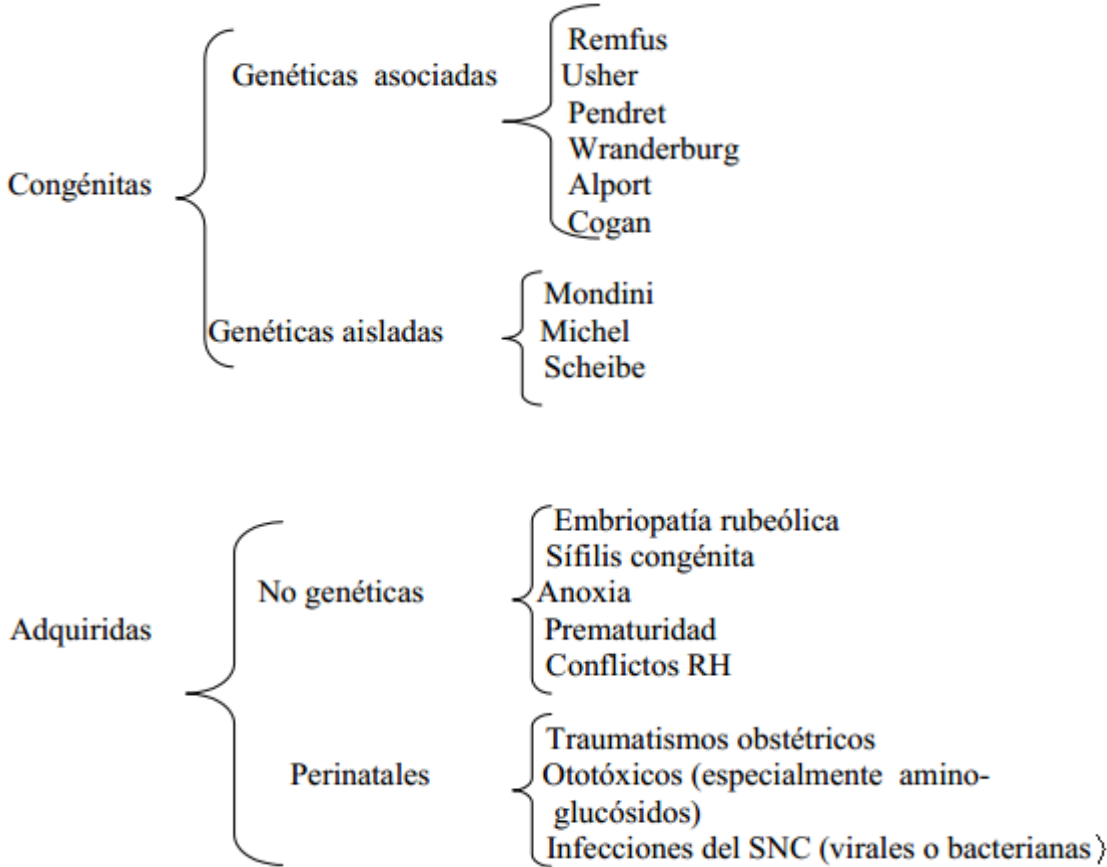 Remfus
Genéticas asociadas
Usher
Pendret
Wranderburg
Congénitas
Alport
Cogan
Mondini
Genéticas aisladas
Michel
Scheibe
Embriopatía rubeólica
Sífilis congénita
No genéticas
Anoxia
Adquiridas
Prematuridad
Conflictos RH
Traumatismos obstétricos
Perinatales
Ototóxicos (especialmente amino-
glucósidos)
Infecciones del SNC (virales o bacterianas}